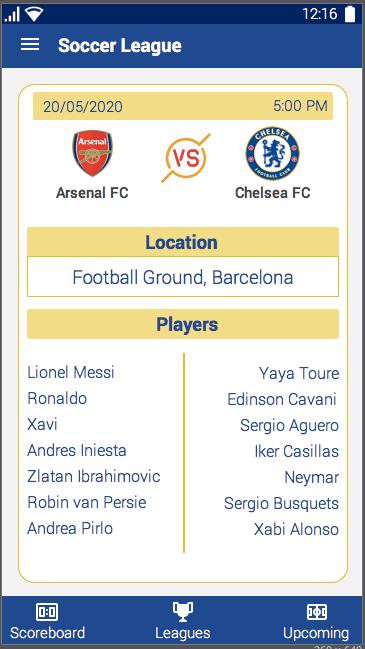 12:16
Soccer League
20/05/2020 5:00 PM
Arsenal VS CHELSEA
FOOTBALL CLUB
Arsenal FC Chelsea FC
Location
Football Ground, Barcelona
Players
Lionel Messi Yaya Toure
Ronaldo Edinson Cavani
Xavi Sergio Aguero
Andres Iniesta Iker Casillas
Zlatan Ibrahimovic Neymar
Robin van Persie Sergio Busquets
Andrea Pirlo Xabi Alonso
0:0
Scoreboard Leagues Upcoming